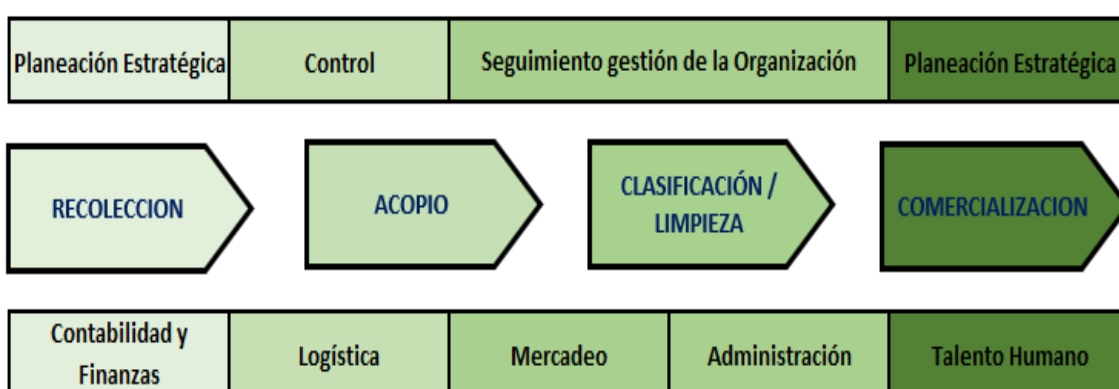 Planeación Estratégica
Control
Seguimiento gestión de la Organización
Planeación Estratégica
RECOLECCION
ACOPIO
CLASIFICACIÓN /
LIMPIEZA
COMERCIALIZACION
Contabilidad y
Finanzas
Logística
Mercadeo
Administración
Talento Humano